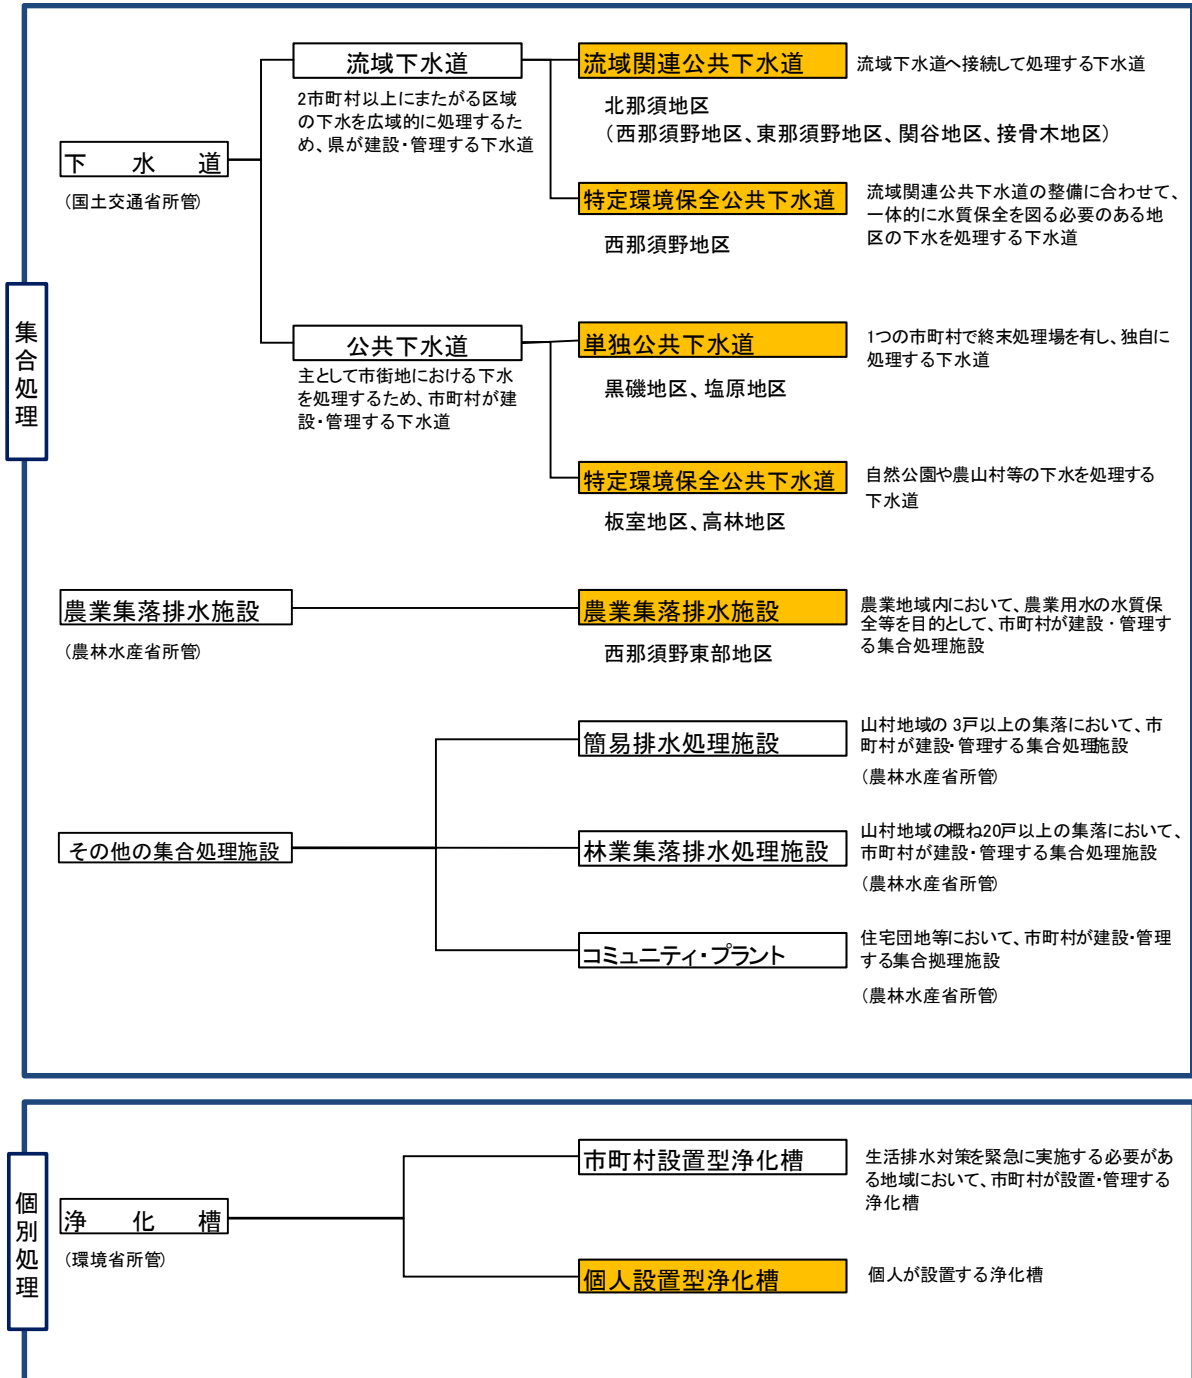 集合処理
下水道
(国土交通省所管)
流域下水道
2市町村以上にまたがる区域
の下水を広域的に処理するた
め、県が建設・管理する下水道
流域関連公共下水道
流域下水道へ接続して処理する下水道
北那須地区
(西那須野地区、東那須野地区、関谷地区、接骨木地区)
特定環境保全公共下水道
流域関連公共下水道の整備に合わせて、
一体的に水質保全を図る必要のある地
区の下水を処理する下水道
西那須野地区
公共下水道
主として市街地における下水
を処理するため、市町村が建
設・管理する下水道
単独公共下水道
1つの市町村で終末処理場を有し、独自に
処理する下水道
黒磯地区、塩原地区
特定環境保全公共下水道
自然公園や農山村等の下水を処理する
下水道
板室地区、高林地区
農業集落排水施設
(農林水産省所管)
農業集落排水施設
農業地域内において、農業用水の水質保
全等を目的として、市町村が建設・管理す
る集合処理施設
西那須野東部地区
その他の集合処理施設
簡易排水処理施設
山村地域の 3戸以上の集落において、市
町村が建設・管理する集合処理施設
(農林水産省所管)
林業集落排水処理施設
山村地域の概ね20戸以上の集落において、
市町村が建設・管理する集合処理施設
(農林水産省所管)
コミュニティ・プラント
住宅団地等において、市町村が建設・管理
する集合拠理施設
(農林水産省所管)
個別処理
浄化槽
(環境省所管)
市町村設置型浄化槽
生活排水対策を緊急に実施する必要があ
る地域において、市町村が設置・管理する
浄化槽
個人設置型浄化槽
個人が設置する浄化槽